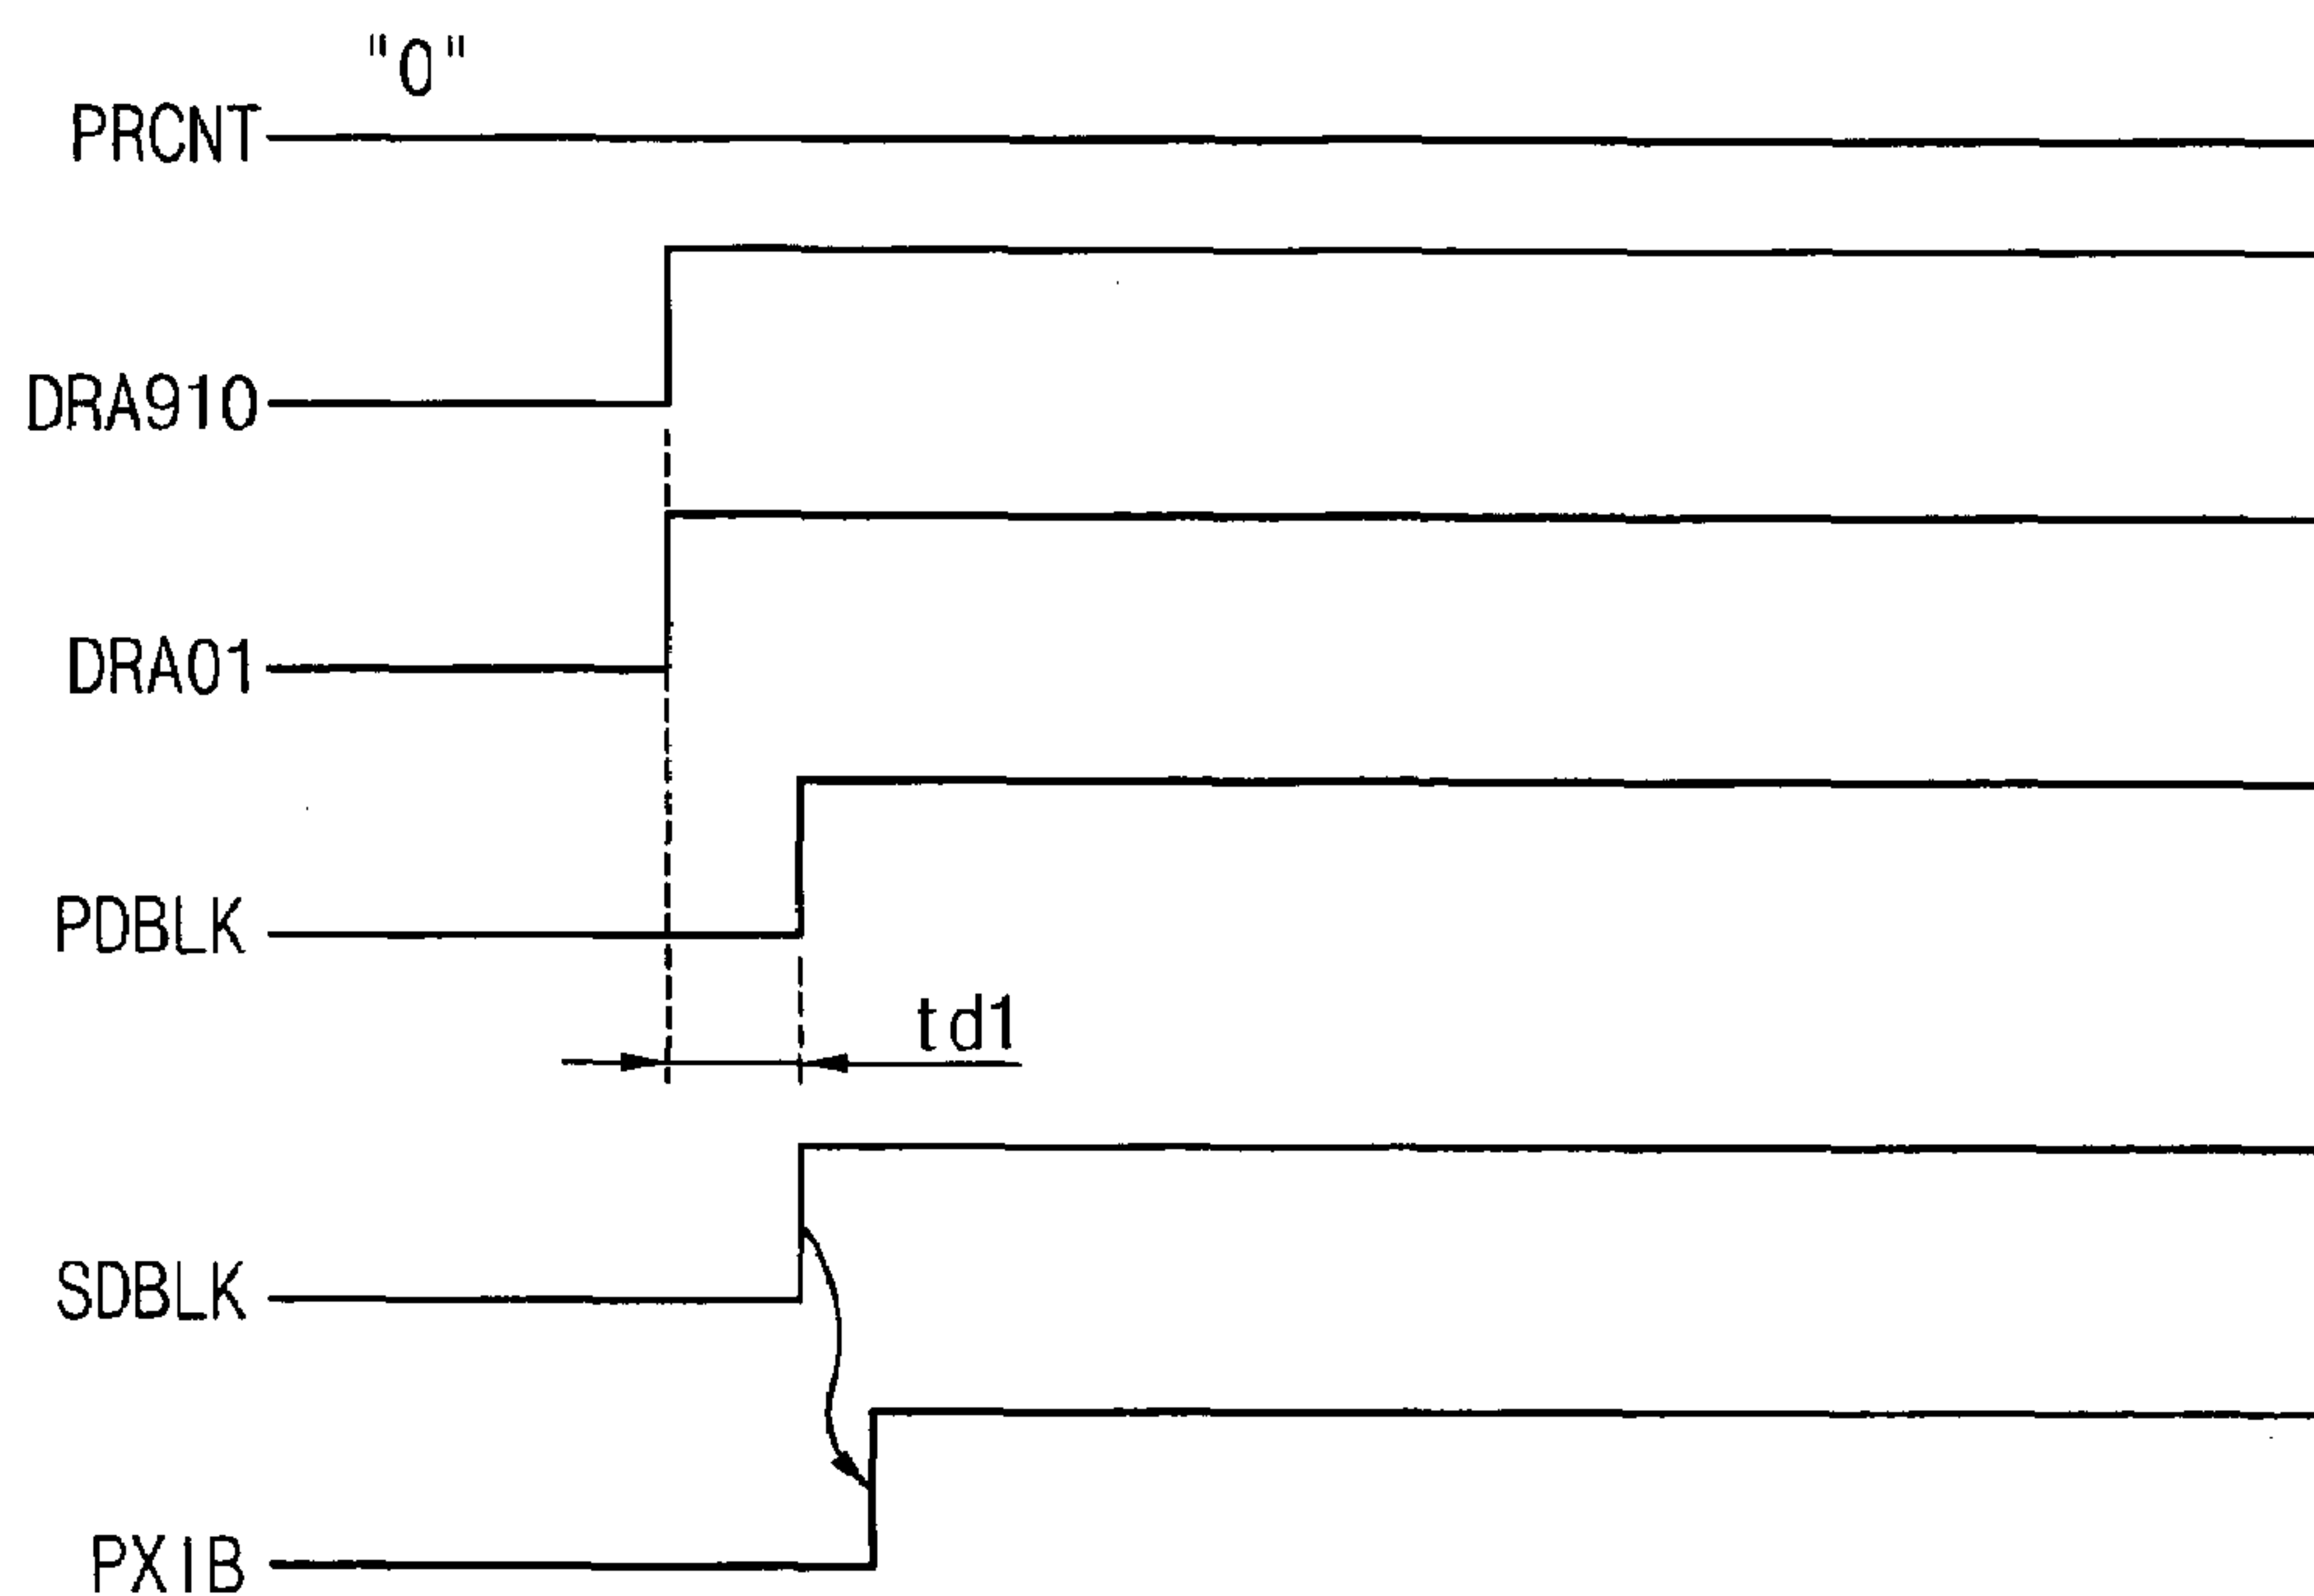 "0"
PRCNT
DRA910
DRA01
PDBLK
td1
SDBLK
PXiB